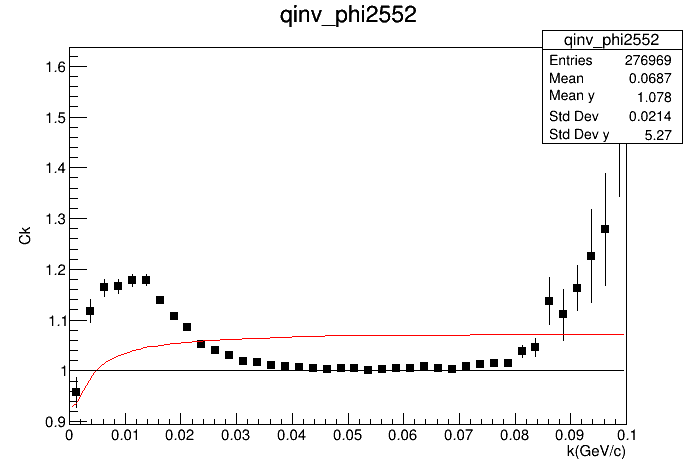 qinv_phi2552
qinv_phi2552
Entries 276969
Mean 0.0687
Mean y 1.078
Std Dev 0.0214
Std Dev y 5.27
1.6
1.5
1.4
1.3
1.2
1.1
1
0.9
Ck
0 0.01 0.02 0.03 0.04 0.05 0.06 0.07 0.08 0.09 0.1
k(GeV/c)